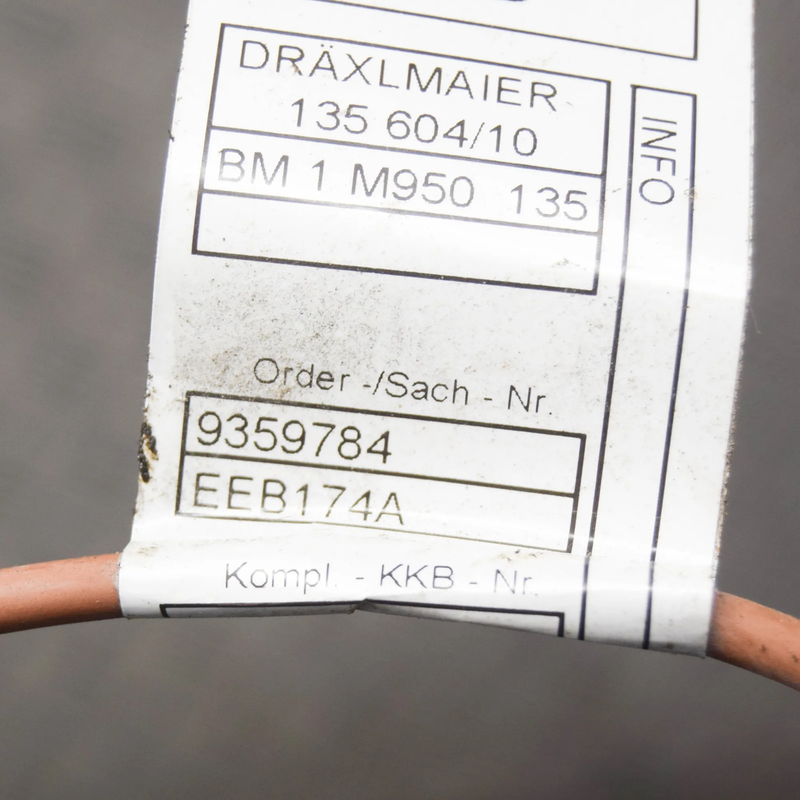 DRÄXLMAIER
135 604/10
BM 1 M950 135
INFO
Order -/Sach - Nr.
9359784
EEB174A
Kompl. - KKB - Nr.